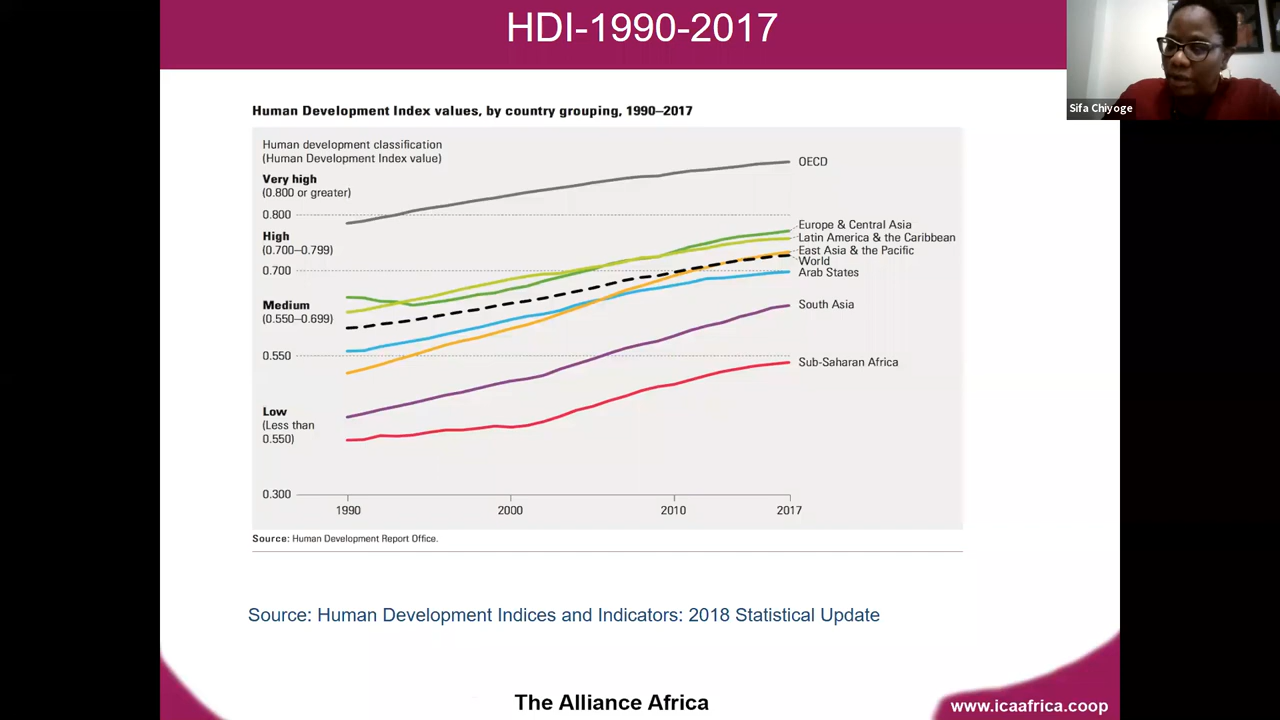 HDI-1990-2017
Sifa Chiyoge
Human Development Index values, by country grouping, 1990–2017
Human development classification
(Human Development Index value)
Very high
(0.800 or greater)
0.800
High
(0.700–0.799)
0.700
Medium
(0.550–0.699)
0.550
Low
(Less than
0.550)
0.300
OECD
Europe & Central Asia
Latin America & the Caribbean
East Asia & the Pacific
World
Arab States
South Asia
Sub-Saharan Africa
1990 2000 2010 2017
Source: Human Development Report Office.
Source: Human Development Indices and Indicators: 2018 Statistical Update
The Alliance Africa
www.icaafrica.coop